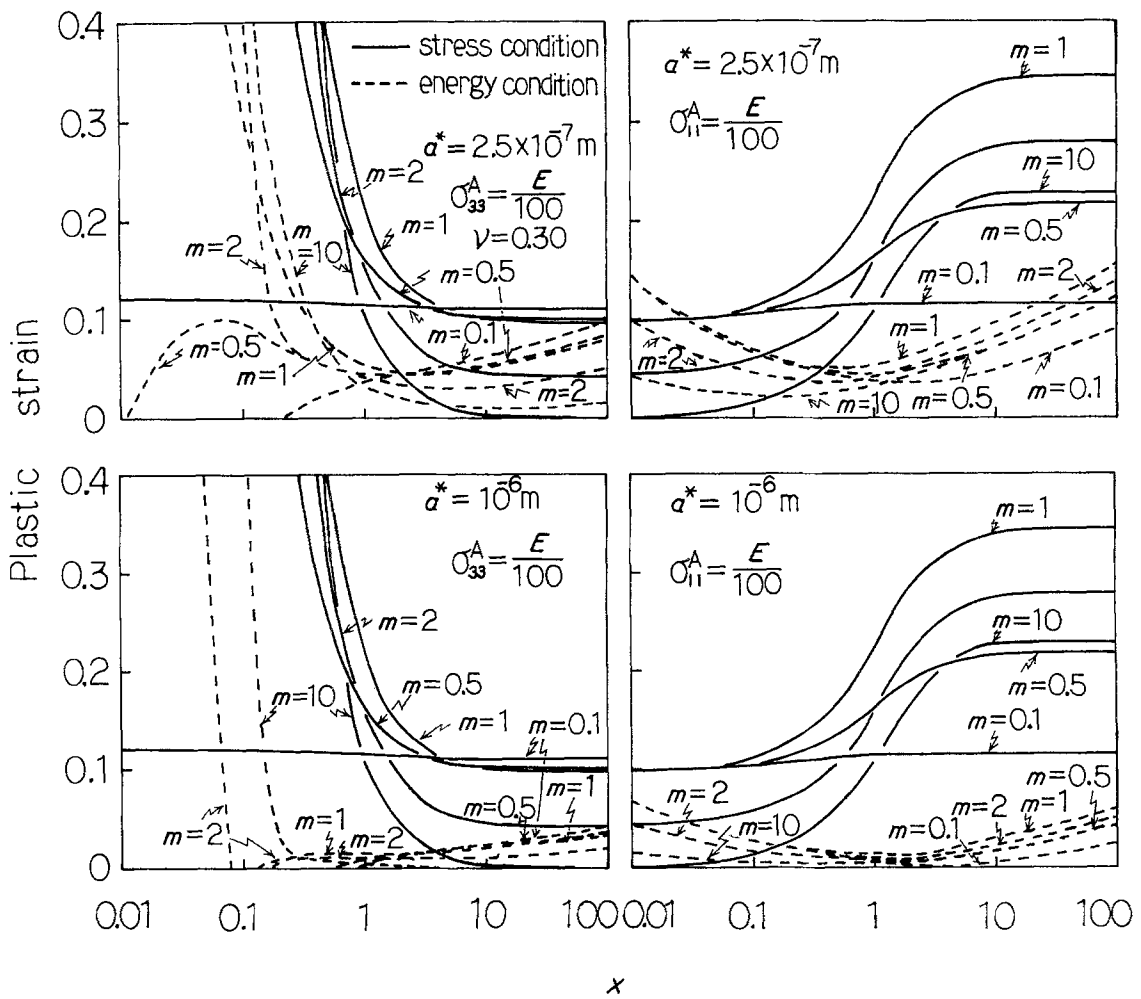 0.4
0.3
0.2
0.1
0
stress condition
energy condition
a* = 2.5×10⁻⁷ m
σ₃₃ᴬ = E/100
ν = 0.30
m=2
m=1
m=2
m=10
m=0.5
m=0.1
m=0.5
m=1
m=2
a* = 2.5×10⁻⁷ m
σ₁₁ᴬ = E/100
m=1
m=10
m=0.5
m=0.1
m=2
m=1
m=2
m=10
m=0.5
m=0.1
Plastic strain
0.4
0.3
0.2
0.1
0
a* = 10⁻⁶ m
σ₃₃ᴬ = E/100
m=2
m=10
m=0.5
m=1
m=0.1
m=0.5
m=1
m=2
m=1
m=2
a* = 10⁻⁶ m
σ₁₁ᴬ = E/100
m=1
m=10
m=0.5
m=0.1
m=0.5
m=2
m=2
m=1
m=10
m=0.1
0.01 0.1 1 10 100
0.01 0.1 1 10 100
x